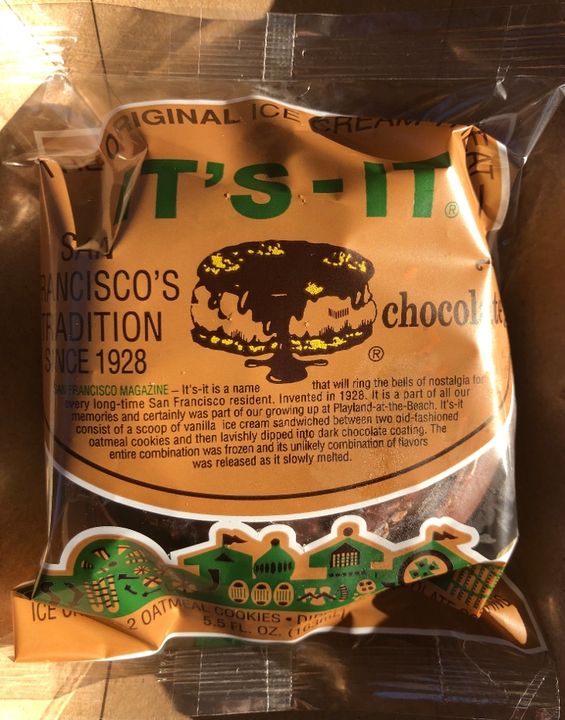 ORIGINAL ICE CREAM TREAT
IT'S-IT®
SAN
FRANCISCO'S
TRADITION
SINCE 1928
chocolate
®
SAN FRANCISCO MAGAZINE – It's-it is a name that will ring the bells of nostalgia for
every long-time San Francisco resident. Invented in 1928. It is a part of all our
memories and certainly was part of our growing up at Playland-at-the-Beach. It's-it
consist of a scoop of vanilla ice cream sandwiched between two old-fashioned
oatmeal cookies and then lavishly dipped into dark chocolate coating. The
entire combination was frozen and its unlikely combination of flavors
was released as it slowly melted.
ICE 2 OATMEAL COOKIES •
5.5 FL. OZ.